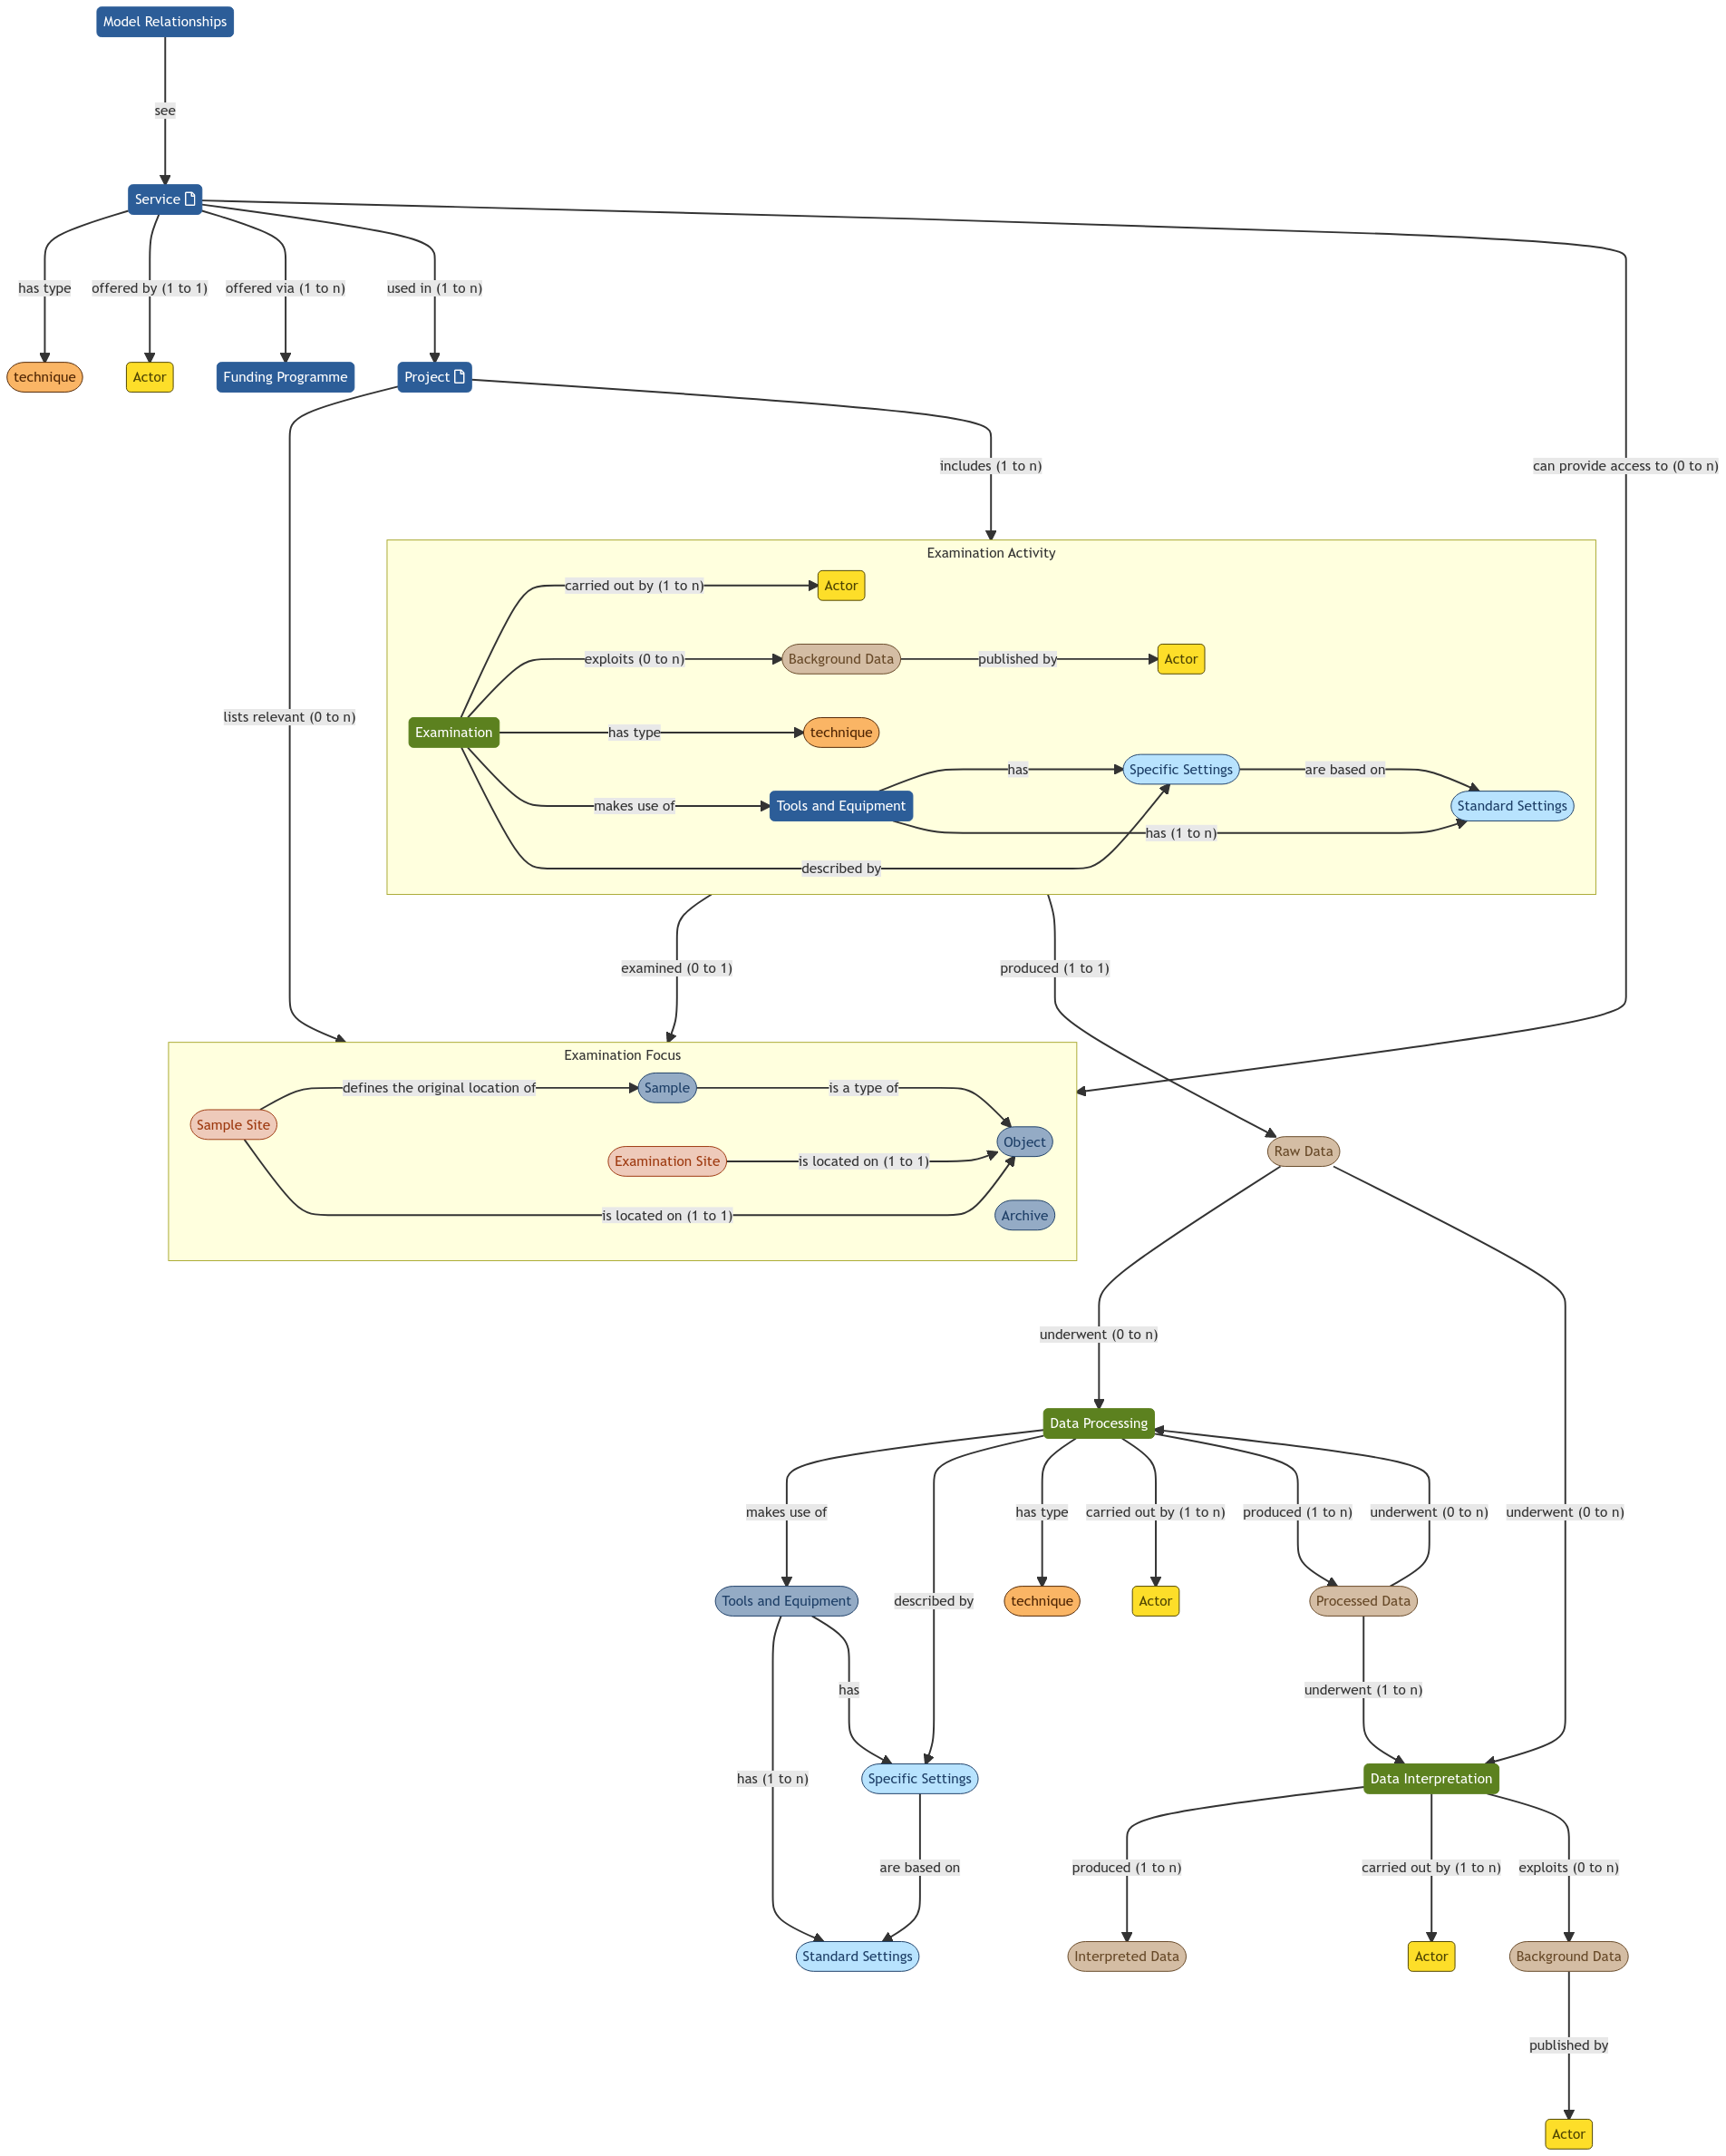 Model Relationships
see
Service
has type
offered by (1 to 1)
offered via (1 to n)
used in (1 to n)
technique
Actor
Funding Programme
Project
includes (1 to n)
can provide access to (0 to n)
Examination Activity
carried out by (1 to n)
Actor
exploits (0 to n)
Background Data
published by
Actor
lists relevant (0 to n)
Examination
has type
technique
has
Specific Settings
are based on
makes use of
Tools and Equipment
Standard Settings
has (1 to n)
described by
examined (0 to 1)
produced (1 to 1)
Examination Focus
defines the original location of
Sample
is a type of
Sample Site
Object
Examination Site
is located on (1 to 1)
Raw Data
is located on (1 to 1)
Archive
underwent (0 to n)
Data Processing
makes use of
has type
carried out by (1 to n)
produced (1 to n)
underwent (0 to n)
underwent (0 to n)
Tools and Equipment
described by
technique
Actor
Processed Data
has
underwent (1 to n)
has (1 to n)
Specific Settings
Data Interpretation
are based on
produced (1 to n)
carried out by (1 to n)
exploits (0 to n)
Standard Settings
Interpreted Data
Actor
Background Data
published by
Actor